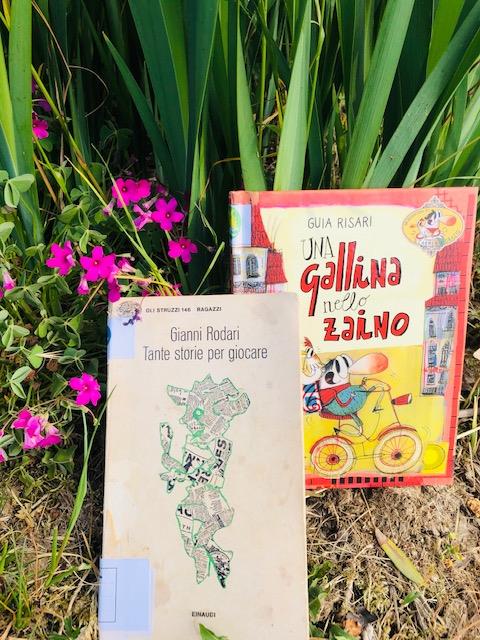 GUIA RISARI
UNA
gallina
nello
zaino
GLI STRUZZI 146 RAGAZZI
Gianni Rodari
Tante storie per giocare
EINAUDI